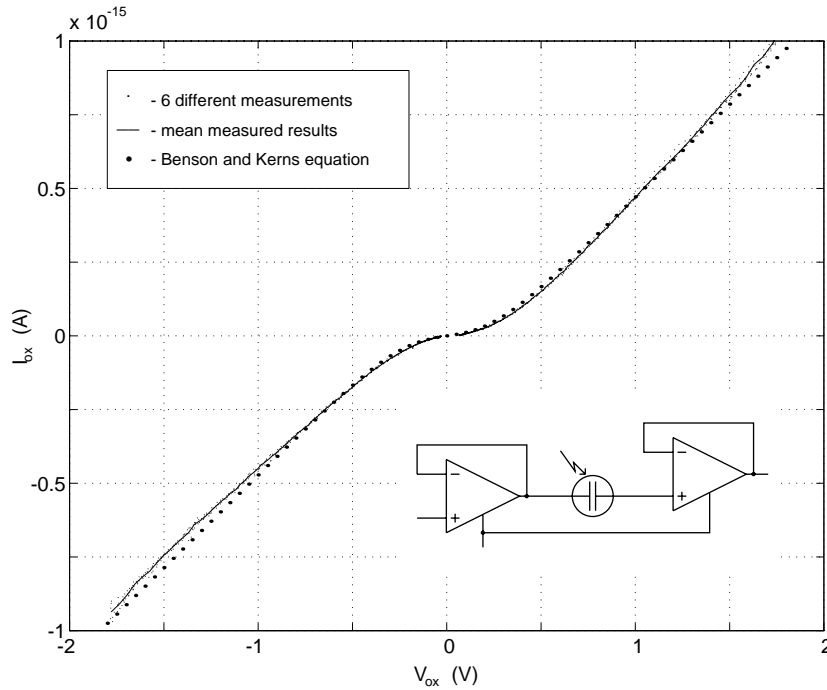 x 10^-15
1
0.5
0
-0.5
-1
I_ox (A)
. - 6 different measurements
— - mean measured results
• - Benson and Kerns equation
−
+
−
+
-2
-1
0
1
2
V_ox (V)